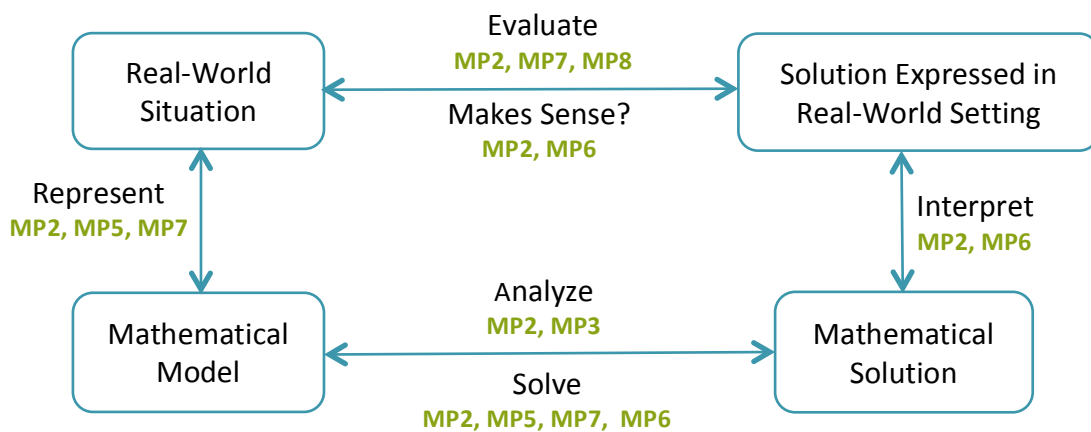 Evaluate
MP2, MP7, MP8
Real-World
Situation
Solution Expressed in
Real-World Setting
Makes Sense?
MP2, MP6
Represent
MP2, MP5, MP7
Interpret
MP2, MP6
Analyze
MP2, MP3
Mathematical
Model
Mathematical
Solution
Solve
MP2, MP5, MP7, MP6